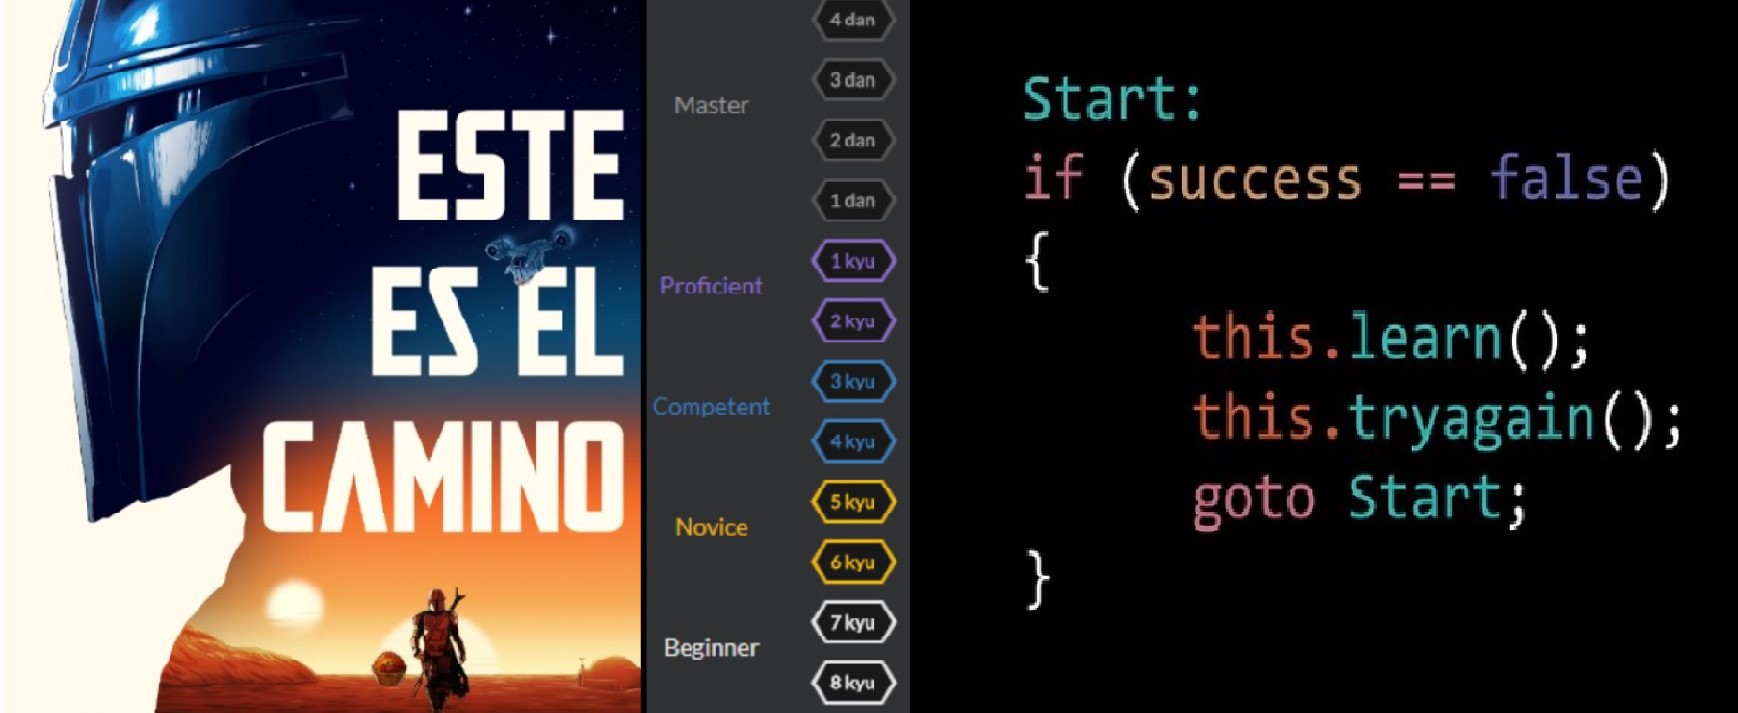 ESTE
ES EL
CAMINO
4 dan
3 dan
Master
2 dan
1 dan
1 kyu
Proficient
2 kyu
3 kyu
Competent
4 kyu
5 kyu
Novice
6 kyu
7 kyu
Beginner
8 kyu
Start:
if (success == false)
{
this.learn();
this.tryagain();
goto Start;
}